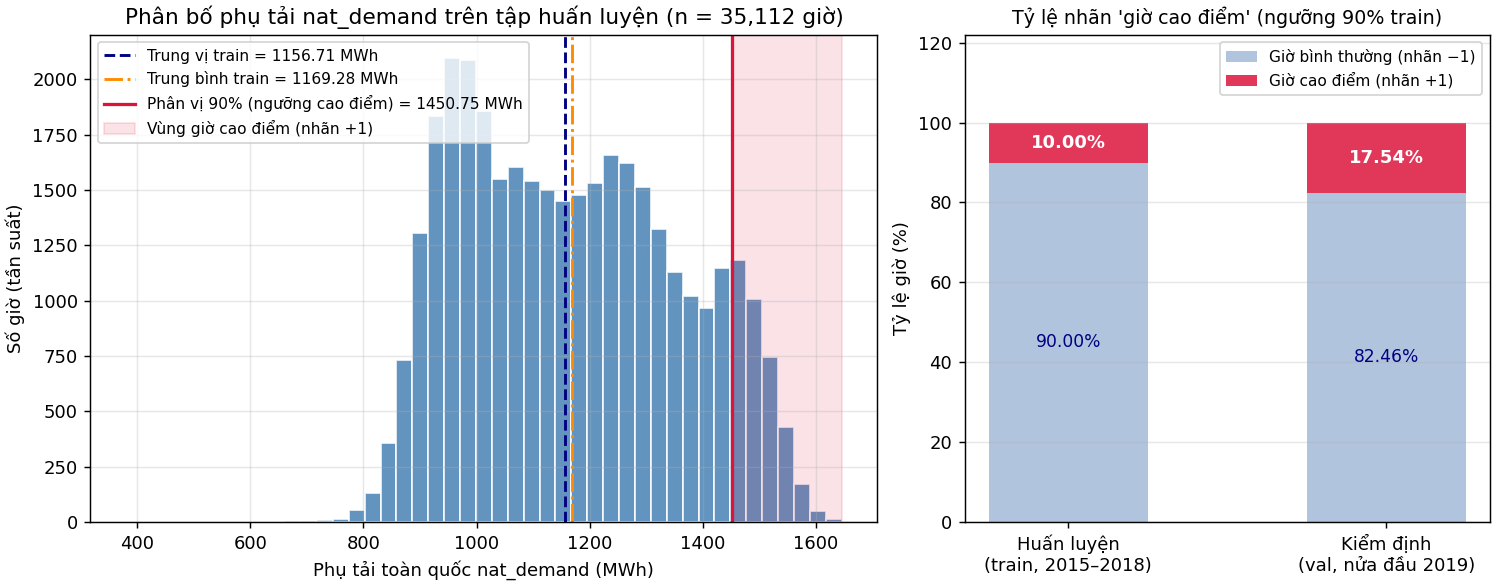 Phân bố phụ tải nat_demand trên tập huấn luyện (n = 35,112 giờ)
Trung vị train = 1156.71 MWh
Trung bình train = 1169.28 MWh
Phân vị 90% (ngưỡng cao điểm) = 1450.75 MWh
Vùng giờ cao điểm (nhãn +1)
Số giờ (tần suất)
2000
1750
1500
1250
1000
750
500
250
0
400
600
800
1000
1200
1400
1600
Phụ tải toàn quốc nat_demand (MWh)
Tỷ lệ nhãn 'giờ cao điểm' (ngưỡng 90% train)
Giờ bình thường (nhãn −1)
Giờ cao điểm (nhãn +1)
Tỷ lệ giờ (%)
120
100
80
60
40
20
0
10.00%
17.54%
90.00%
82.46%
Huấn luyện
(train, 2015–2018)
Kiểm định
(val, nửa đầu 2019)